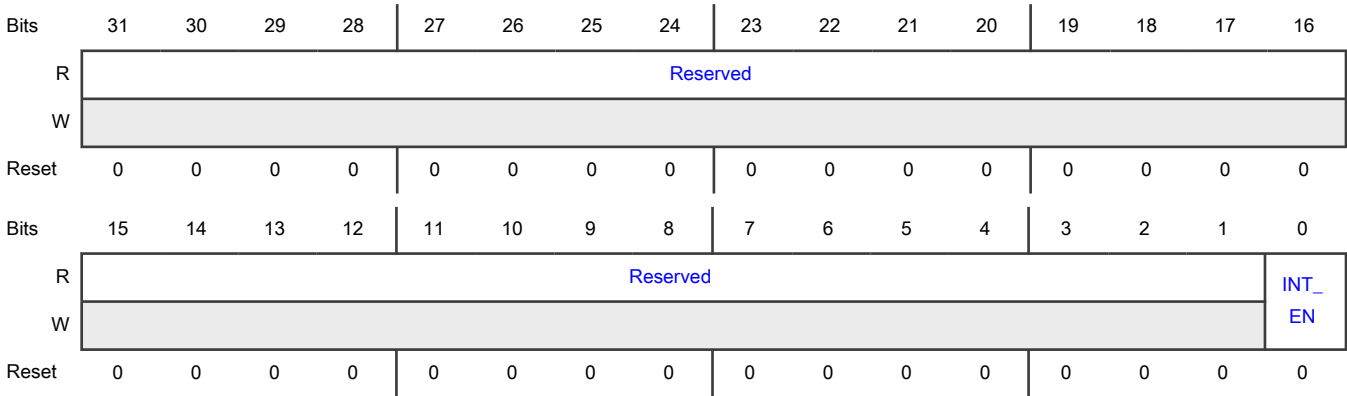 Bits 31 30 29 28 27 26 25 24 23 22 21 20 19 18 17 16
R Reserved
W
Reset 0 0 0 0 0 0 0 0 0 0 0 0 0 0 0 0
Bits 15 14 13 12 11 10 9 8 7 6 5 4 3 2 1 0
R Reserved INT_
W EN
Reset 0 0 0 0 0 0 0 0 0 0 0 0 0 0 0 0